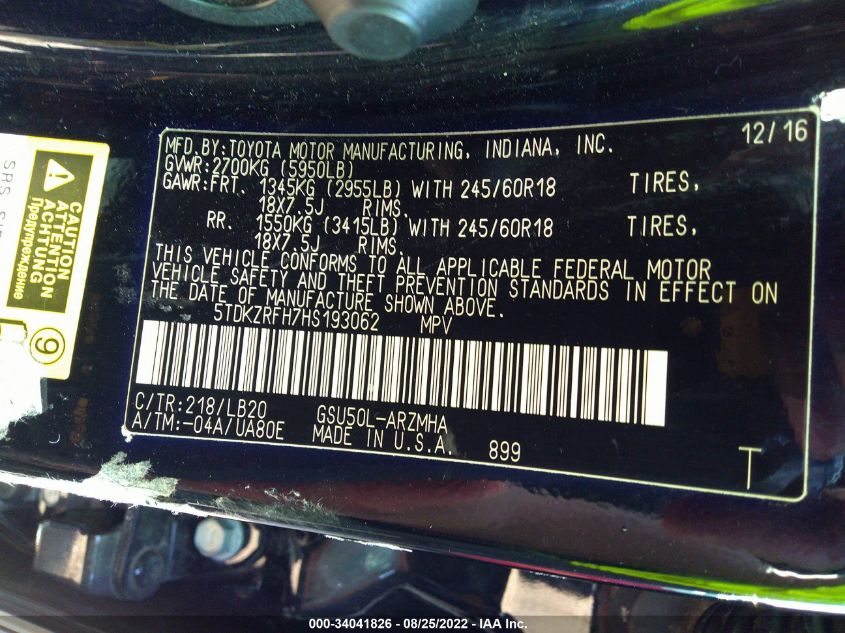 MFD.BY:TOYOTA MOTOR MANUFACTURING, INDIANA, INC. 12/16
GVWR:2700KG (5950LB)
GAWR:FRT. 1345KG (2955LB) WITH 245/60R18 TIRES,
18X7.5J RIMS.
RR. 1550KG (3415LB) WITH 245/60R18 TIRES,
18X7.5J RIMS.
THIS VEHICLE CONFORMS TO ALL APPLICABLE FEDERAL MOTOR
VEHICLE SAFETY AND THEFT PREVENTION STANDARDS IN EFFECT ON
THE DATE OF MANUFACTURE SHOWN ABOVE.
5TDKZRFH7HS193062 MPV
C/TR:218/LB20 GSU50L-ARZMHA
A/TM:-04A/UA80E MADE IN U.S.A. 899
T
CAUTION
ATTENTION
ACHTUNG
Предупреждение
SRS
9
000-34041826 - 08/25/2022 - IAA Inc.